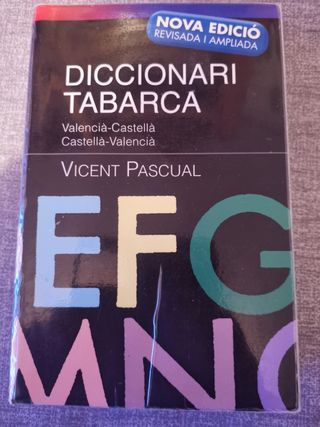 NOVA EDICIÓ
REVISADA I AMPLIADA
DICCIONARI
TABARCA
Valencià-Castellà
Castellà-Valencià
VICENT PASCUAL
EFG
MNO